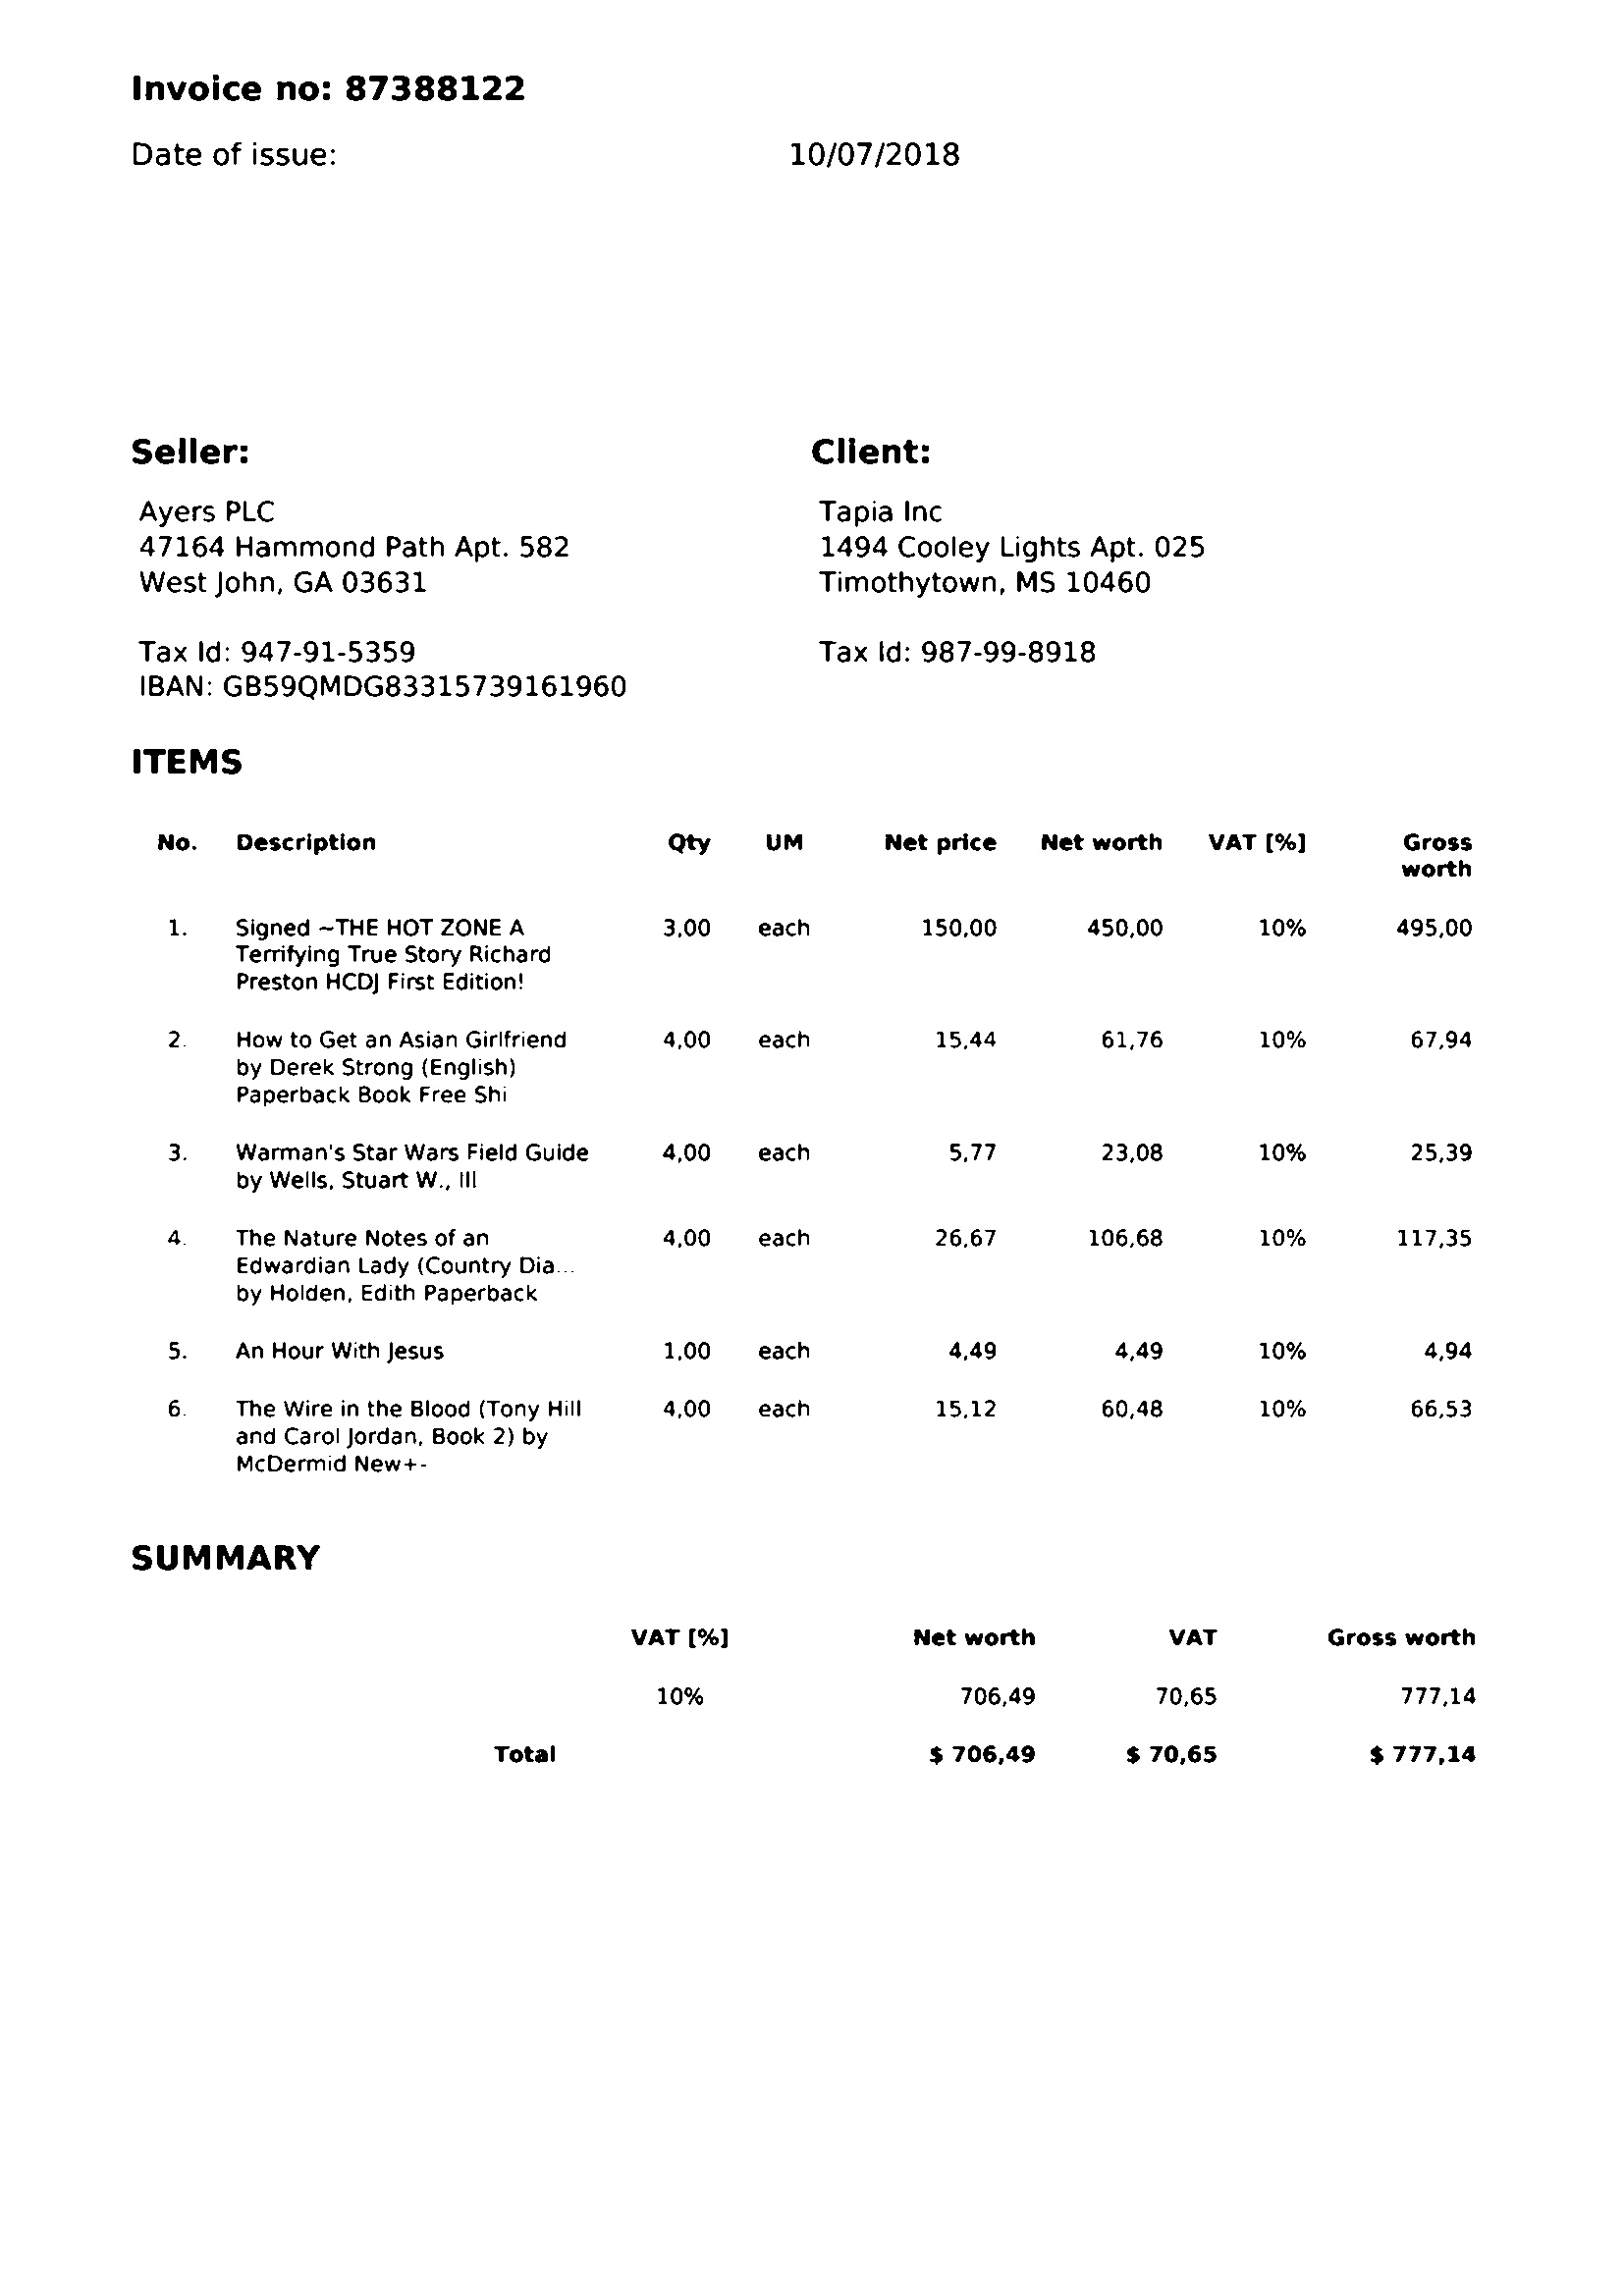 Invoice no: 87388122
Date of issue: 10/07/2018
Seller: Client:
Ayers PLC Tapia Inc
47164 Hammond Path Apt. 582 1494 Cooley Lights Apt. 025
West John, GA 03631 Timothytown, MS 10460
Tax Id: 947-91-5359 Tax Id: 987-99-8918
IBAN: GB59QMDG83315739161960
ITEMS
No. Description Qty UM Net price Net worth VAT [%] Gross
worth
1. Signed ~THE HOT ZONE A 3,00 each 150,00 450,00 10% 495,00
Terrifying True Story Richard
Preston HCDJ First Edition!
2. How to Get an Asian Girlfriend 4,00 each 15,44 61,76 10% 67,94
by Derek Strong (English)
Paperback Book Free Shi
3. Warman's Star Wars Field Guide 4,00 each 5,77 23,08 10% 25,39
by Wells, Stuart W., III
4. The Nature Notes of an 4,00 each 26,67 106,68 10% 117,35
Edwardian Lady (Country Dia...
by Holden, Edith Paperback
5. An Hour With Jesus 1,00 each 4,49 4,49 10% 4,94
6. The Wire in the Blood (Tony Hill 4,00 each 15,12 60,48 10% 66,53
and Carol Jordan, Book 2) by
McDermid New+-
SUMMARY
VAT [%] Net worth VAT Gross worth
10% 706,49 70,65 777,14
Total $ 706,49 $ 70,65 $ 777,14